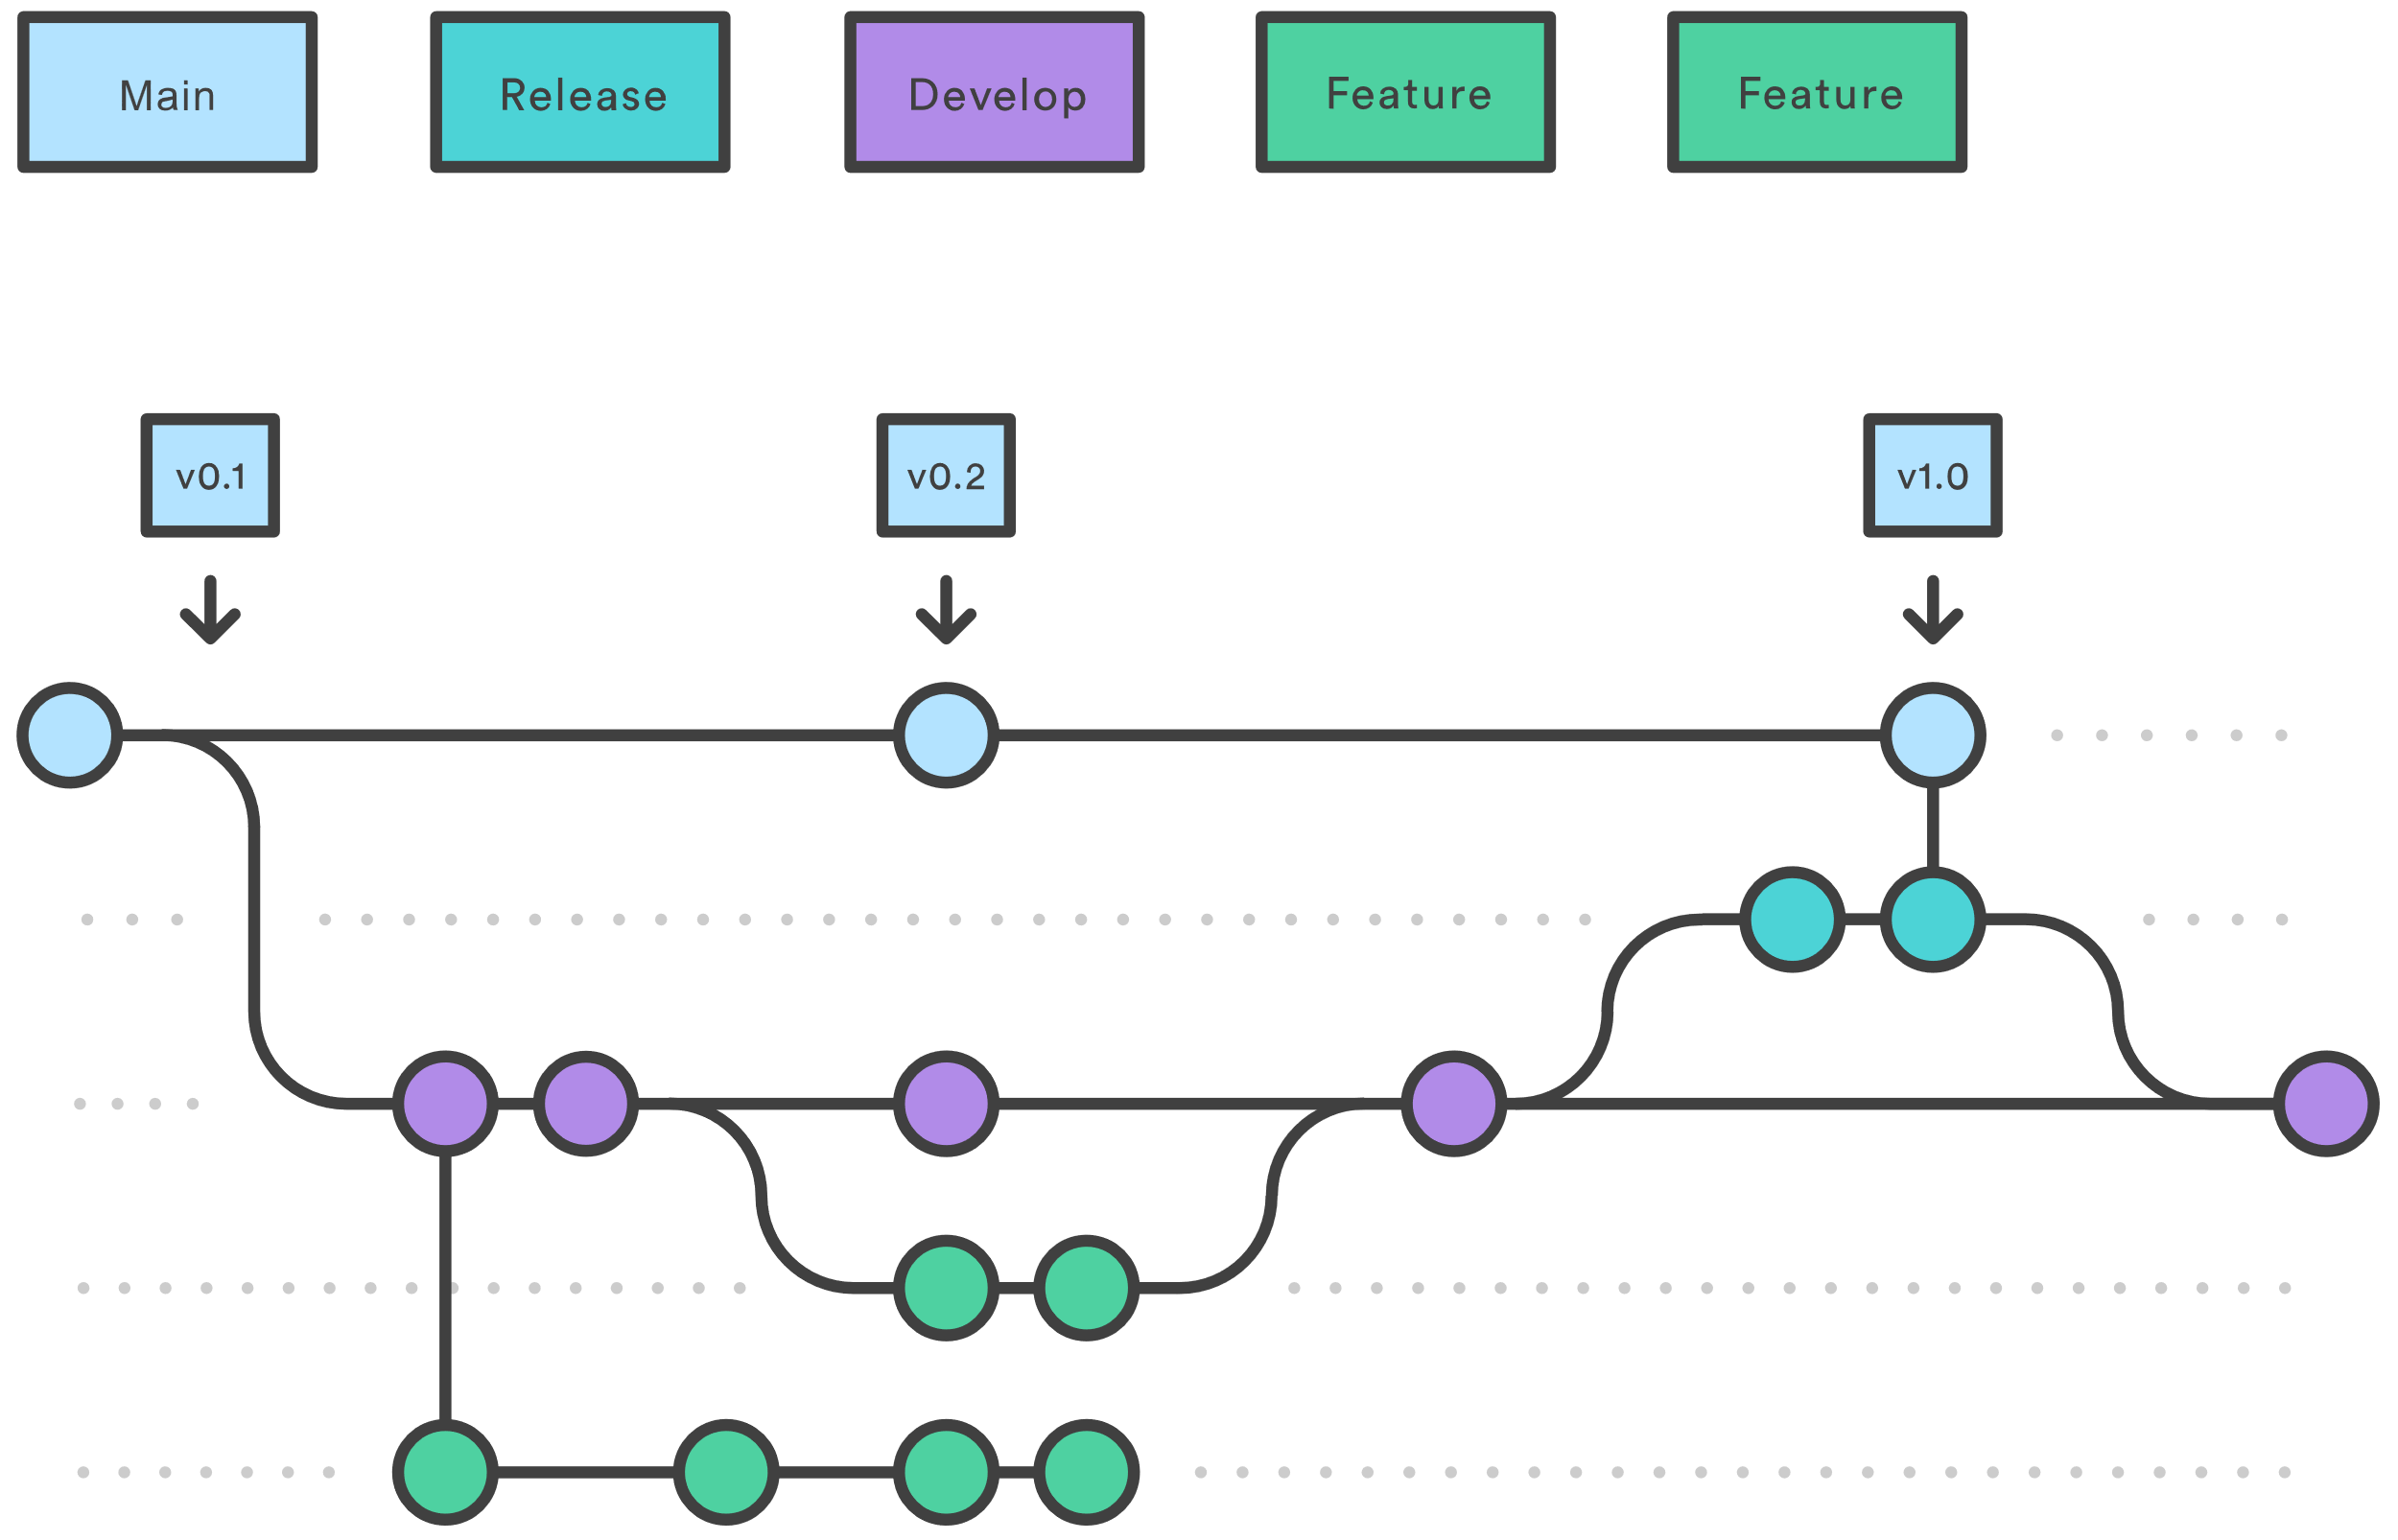 Main
Release
Develop
Feature
Feature
v0.1
v0.2
v1.0